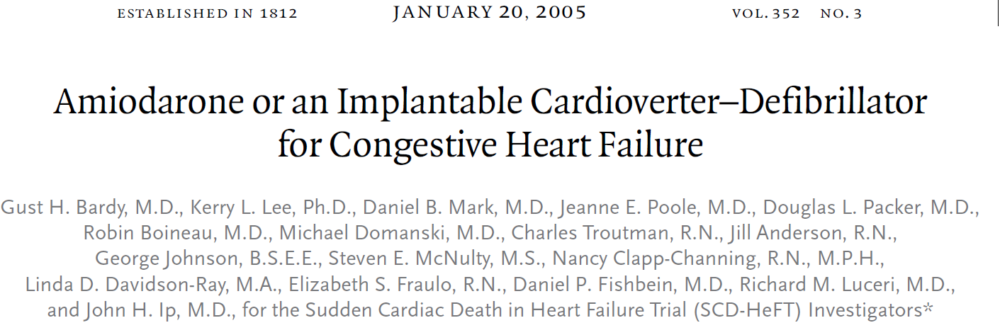 ESTABLISHED IN 1812 JANUARY 20, 2005 VOL. 352 NO. 3
Amiodarone or an Implantable Cardioverter–Defibrillator
for Congestive Heart Failure
Gust H. Bardy, M.D., Kerry L. Lee, Ph.D., Daniel B. Mark, M.D., Jeanne E. Poole, M.D., Douglas L. Packer, M.D.,
Robin Boineau, M.D., Michael Domanski, M.D., Charles Troutman, R.N., Jill Anderson, R.N.,
George Johnson, B.S.E.E., Steven E. McNulty, M.S., Nancy Clapp-Channing, R.N., M.P.H.,
Linda D. Davidson-Ray, M.A., Elizabeth S. Fraulo, R.N., Daniel P. Fishbein, M.D., Richard M. Luceri, M.D.,
and John H. Ip, M.D., for the Sudden Cardiac Death in Heart Failure Trial (SCD-HeFT) Investigators*